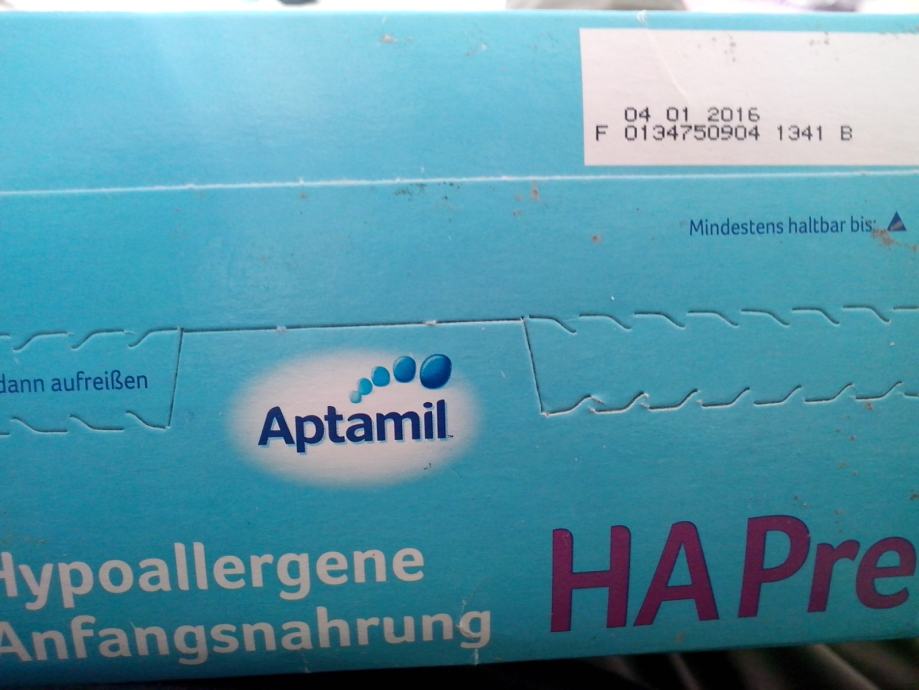 04 01 2016
F 0134750904 1341 B
Mindestens haltbar bis:
dann aufreißen
Aptamil
Hypoallergene
Anfangsnahrung
HA Pre